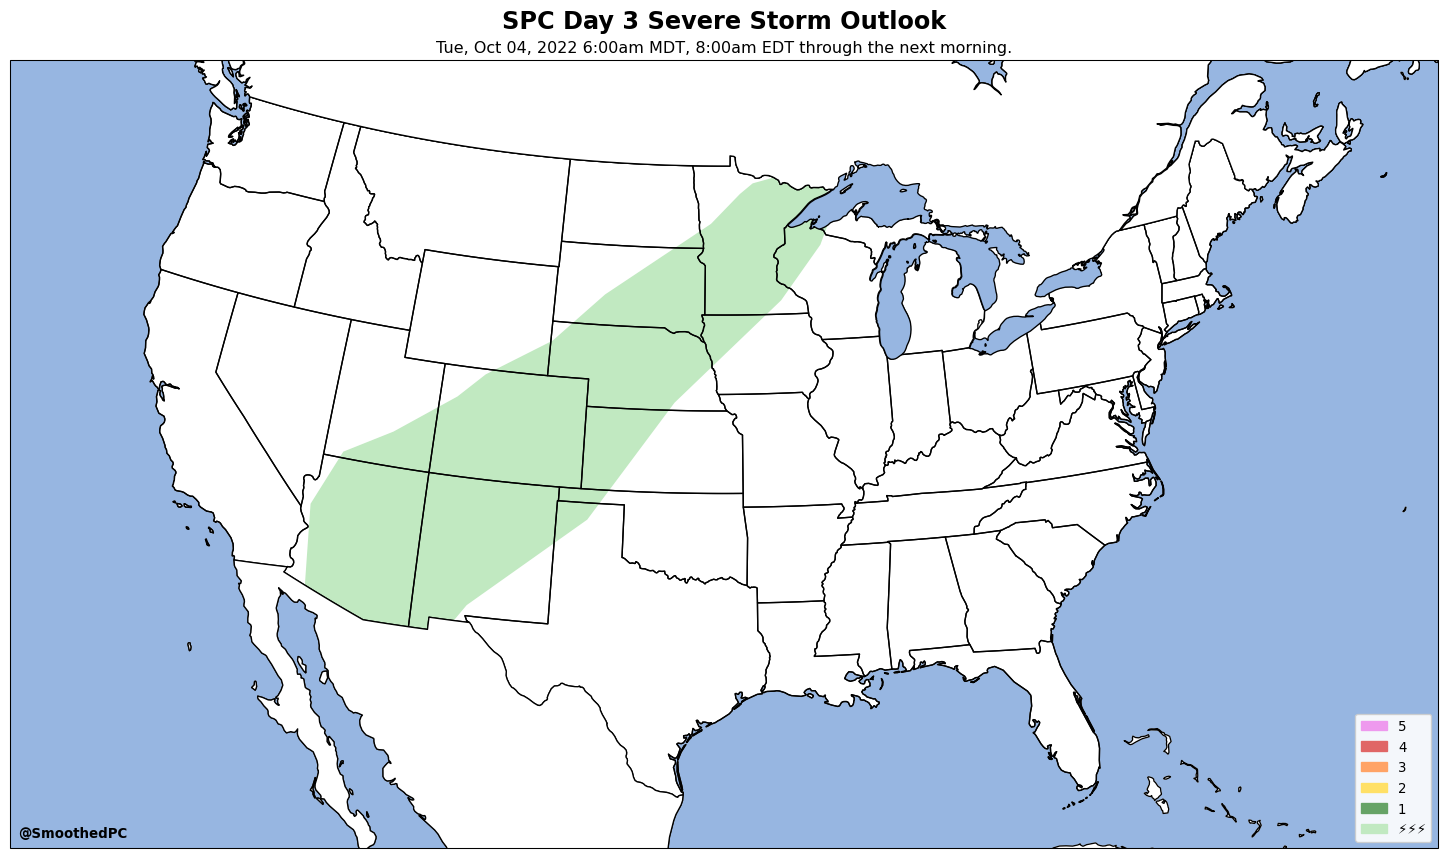 SPC Day 3 Severe Storm Outlook
Tue, Oct 04, 2022 6:00am MDT, 8:00am EDT through the next morning.
5
4
3
2
1
⚡⚡⚡
@SmoothedPC